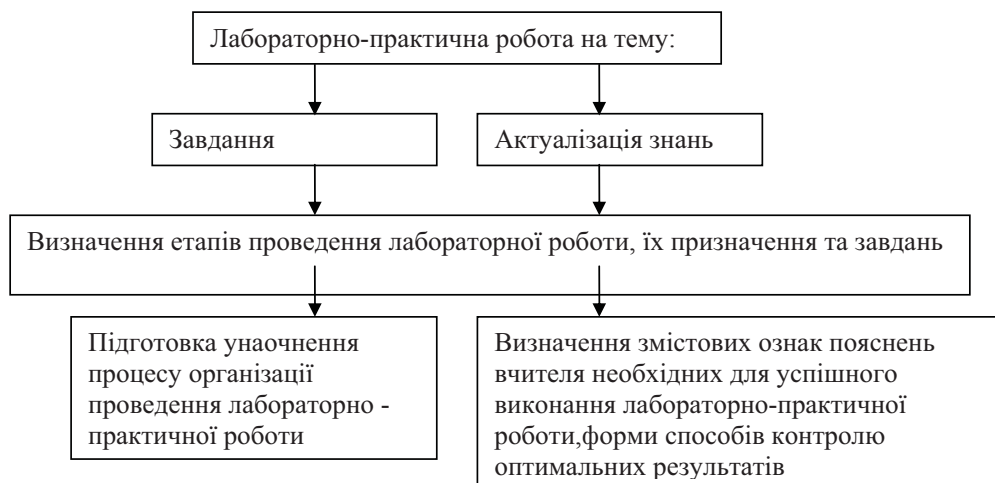 Лабораторно-практична робота на тему:
Завдання
Актуалізація знань
Визначення етапів проведення лабораторної роботи, їх призначення та завдань
Підготовка унаочнення
процесу організації
проведення лабораторно -
практичної роботи
Визначення змістових ознак пояснень
вчителя необхідних для успішного
виконання лабораторно-практичної
роботи,форми способів контролю
оптимальних результатів